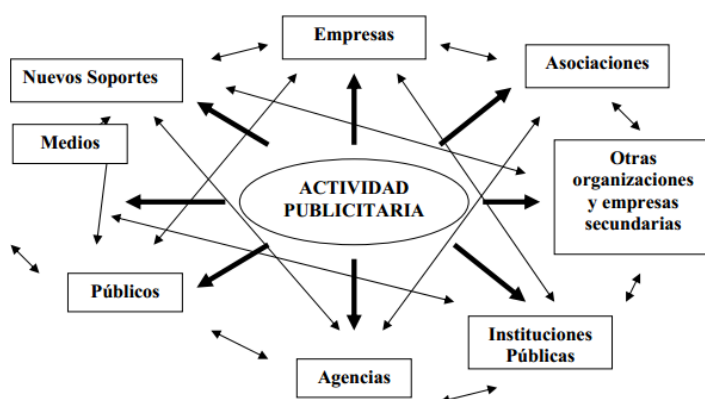 Empresas
Nuevos Soportes
Asociaciones
Medios
ACTIVIDAD
PUBLICITARIA
Otras
organizaciones
y empresas
secundarias
Públicos
Agencias
Instituciones
Públicas